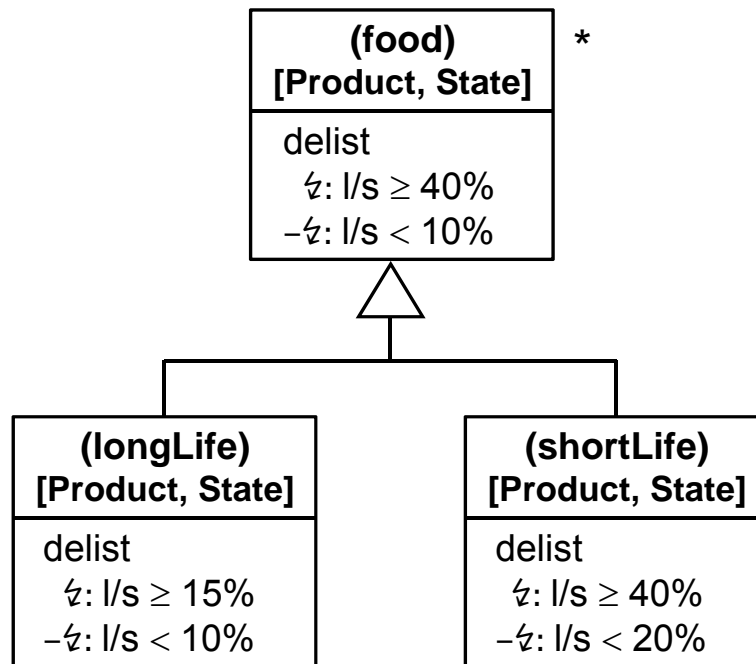 (food)
*
[Product, State]
delist
↯: l/s ≥ 40%
–↯: l/s < 10%
(longLife)
[Product, State]
delist
↯: l/s ≥ 15%
–↯: l/s < 10%
(shortLife)
[Product, State]
delist
↯: l/s ≥ 40%
–↯: l/s < 20%